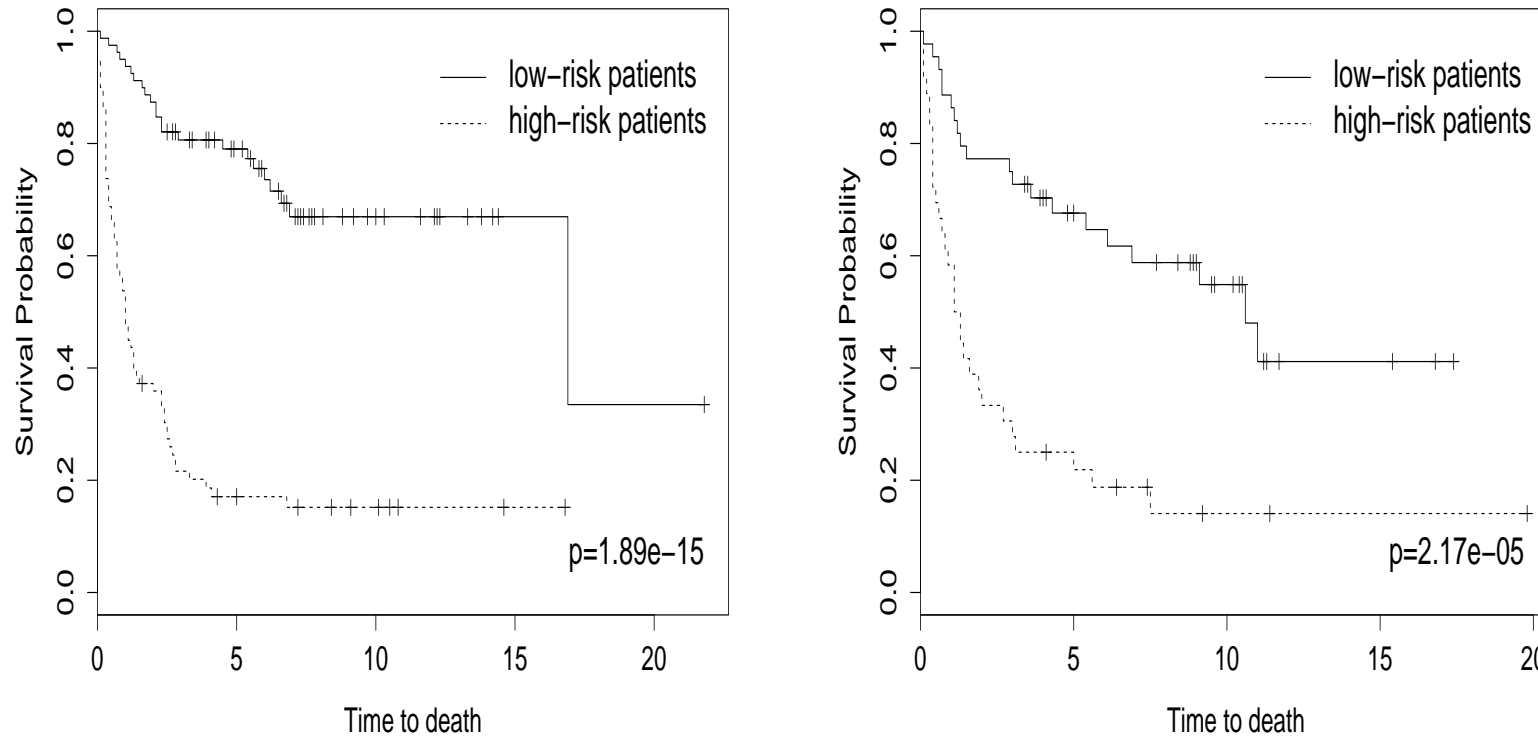 Survival Probability
1.0
0.8
0.6
0.4
0.2
0.0
low−risk patients
high−risk patients
p=1.89e−15
0 5 10 15 20
Time to death
Survival Probability
1.0
0.8
0.6
0.4
0.2
0.0
low−risk patients
high−risk patients
p=2.17e−05
0 5 10 15 20
Time to death